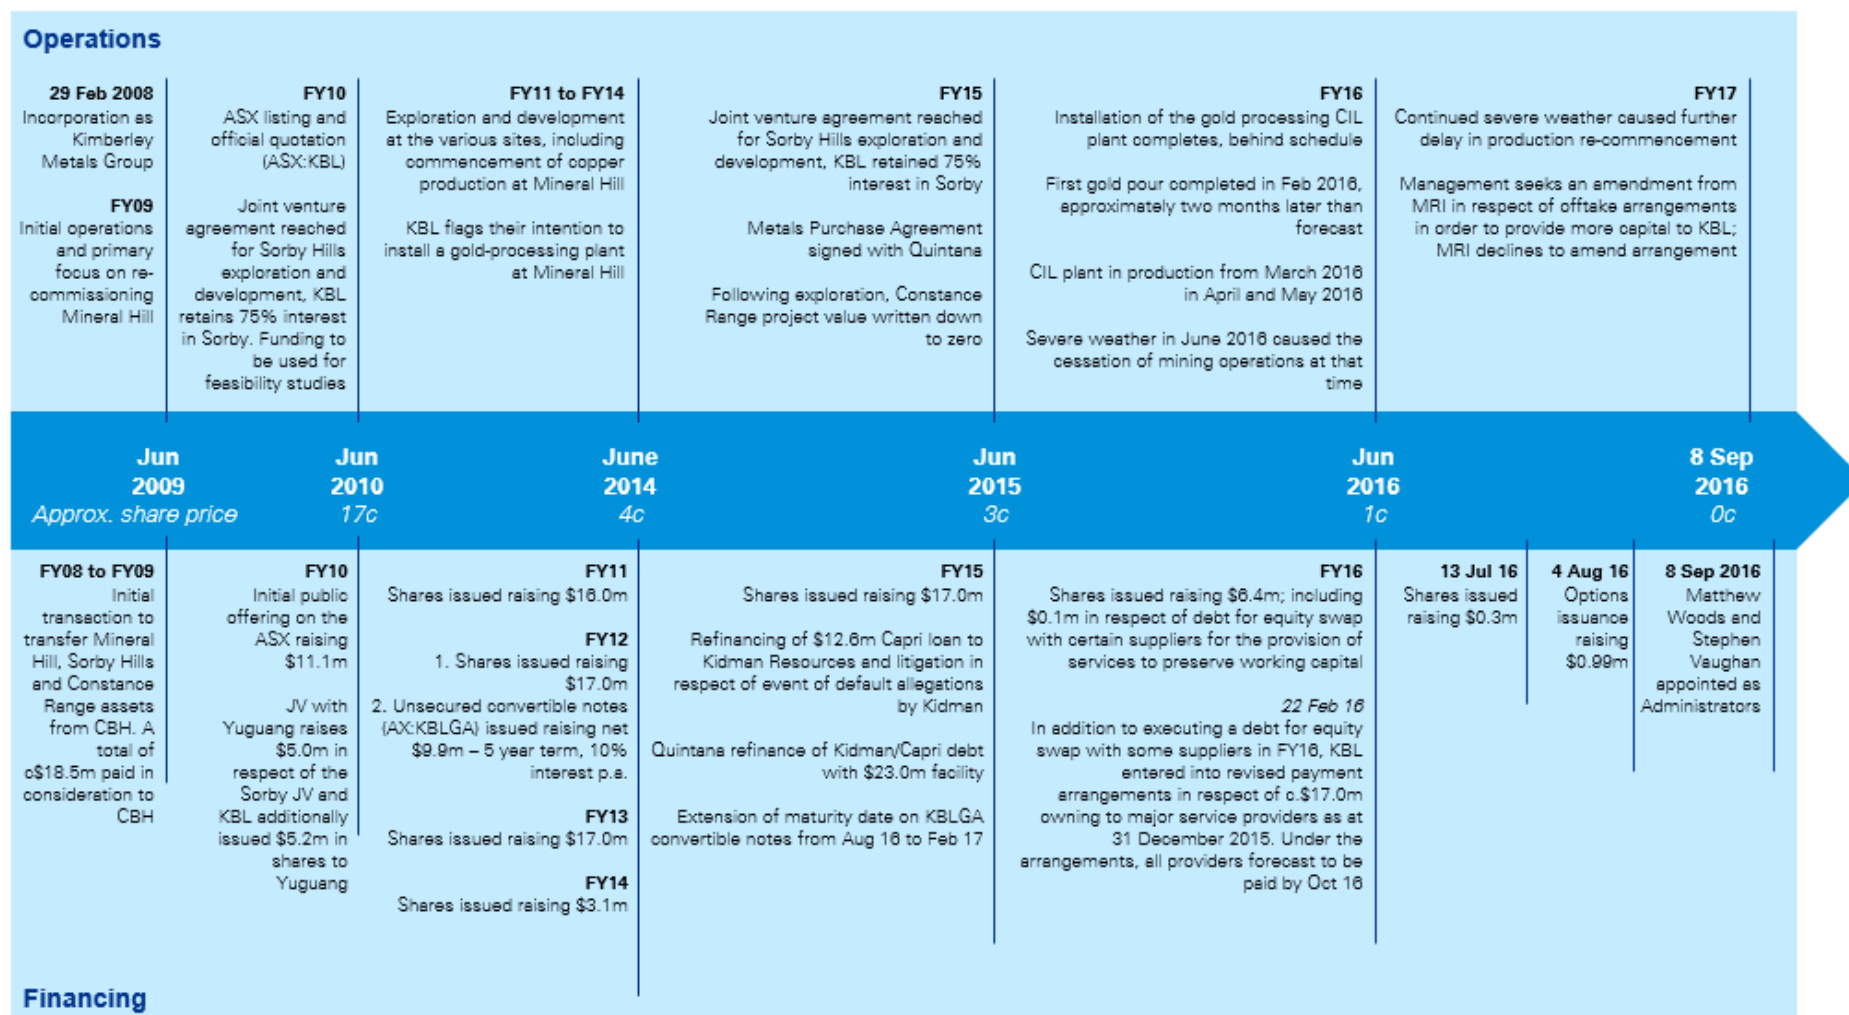 Operations
29 Feb 2008
Incorporation as
Kimberley
Metals Group
FY09
Initial operations
and primary
focus on re-
commissioning
Mineral Hill
FY10
ASX listing and
official quotation
(ASX:KBL)
Joint venture
agreement reached
for Sorby Hills
exploration and
development, KBL
retains 75% interest
in Sorby. Funding to
be used for
feasibility studies
FY11 to FY14
Exploration and development
at the various sites, including
commencement of copper
production at Mineral Hill
KBL flags their intention to
install a gold-processing plant
at Mineral Hill
FY15
Joint venture agreement reached
for Sorby Hills exploration and
development, KBL retained 75%
interest in Sorby
Metals Purchase Agreement
signed with Quintana
Following exploration, Constance
Range project value written down
to zero
FY16
Installation of the gold processing CIL
plant completes, behind schedule
First gold pour completed in Feb 2016,
approximately two months later than
forecast
CIL plant in production from March 2016
in April and May 2016
Severe weather in June 2016 caused the
cessation of mining operations at that
time
FY17
Continued severe weather caused further
delay in production re-commencement
Management seeks an amendment from
MRI in respect of offtake arrangements
in order to provide more capital to KBL;
MRI declines to amend arrangement
Jun
2009
Approx. share price
Jun
2010
17c
June
2014
4c
Jun
2015
3c
Jun
2016
1c
8 Sep
2016
0c
FY08 to FY09
Initial
transaction to
transfer Mineral
Hill, Sorby Hills
and Constance
Range assets
from CBH. A
total of
c$18.5m paid in
consideration to
CBH
FY10
Initial public
offering on the
ASX raising
$11.1m
JV with
Yuguang raises
$5.0m in
respect of the
Sorby JV and
KBL additionally
issued $5.2m in
shares to
Yuguang
FY11
Shares issued raising $16.0m
FY12
1. Shares issued raising
$17.0m
2. Unsecured convertible notes
(AX:KBLGA) issued raising net
$9.9m – 5 year term, 10%
interest p.a.
FY13
Shares issued raising $17.0m
FY14
Shares issued raising $3.1m
FY15
Shares issued raising $17.0m
Refinancing of $12.6m Capri loan to
Kidman Resources and litigation in
respect of event of default allegations
by Kidman
Quintana refinance of Kidman/Capri debt
with $23.0m facility
Extension of maturity date on KBLGA
convertible notes from Aug 16 to Feb 17
FY16
Shares issued raising $6.4m; including
$0.1m in respect of debt for equity swap
with certain suppliers for the provision of
services to preserve working capital
22 Feb 16
In addition to executing a debt for equity
swap with some suppliers in FY16, KBL
entered into revised payment
arrangements in respect of c.$17.0m
owning to major service providers as at
31 December 2015. Under the
arrangements, all providers forecast to be
paid by Oct 16
13 Jul 16
Shares issued
raising $0.3m
4 Aug 16
Options
issuance
raising
$0.99m
8 Sep 2016
Matthew
Woods and
Stephen
Vaughan
appointed as
Administrators
Financing